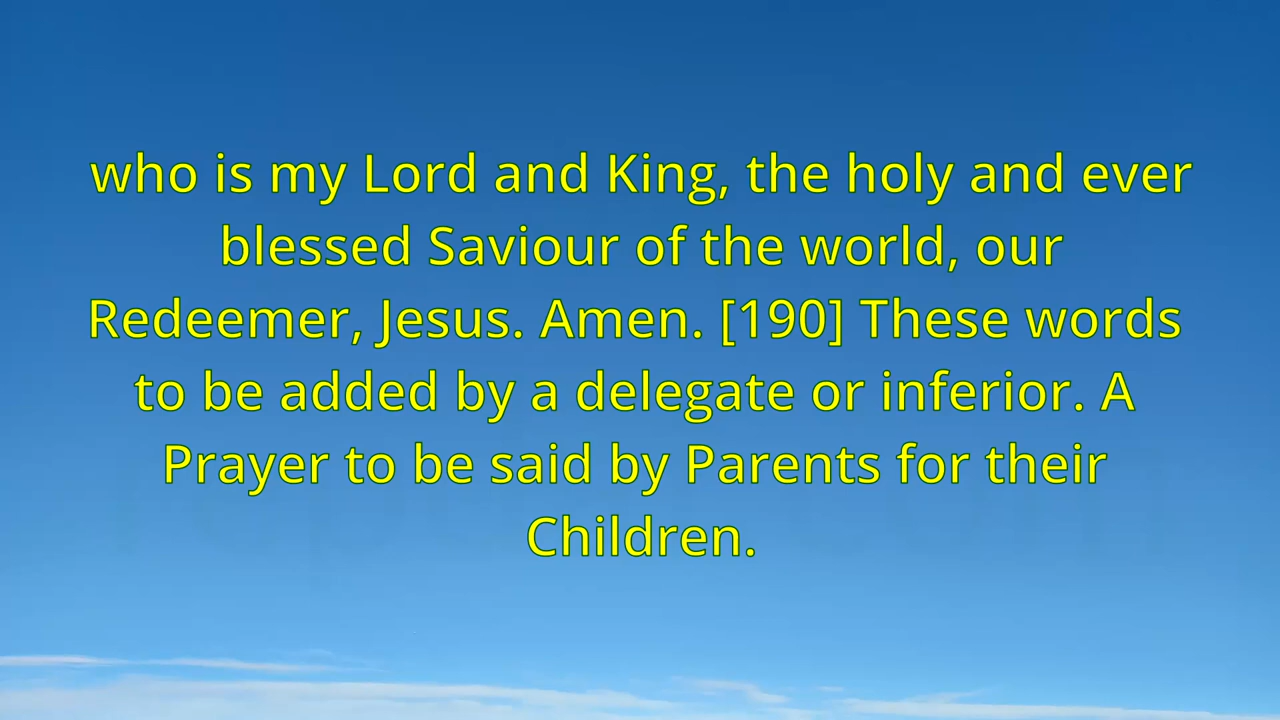 who is my Lord and King, the holy and ever
blessed Saviour of the world, our
Redeemer, Jesus. Amen. [190] These words
to be added by a delegate or inferior. A
Prayer to be said by Parents for their
Children.